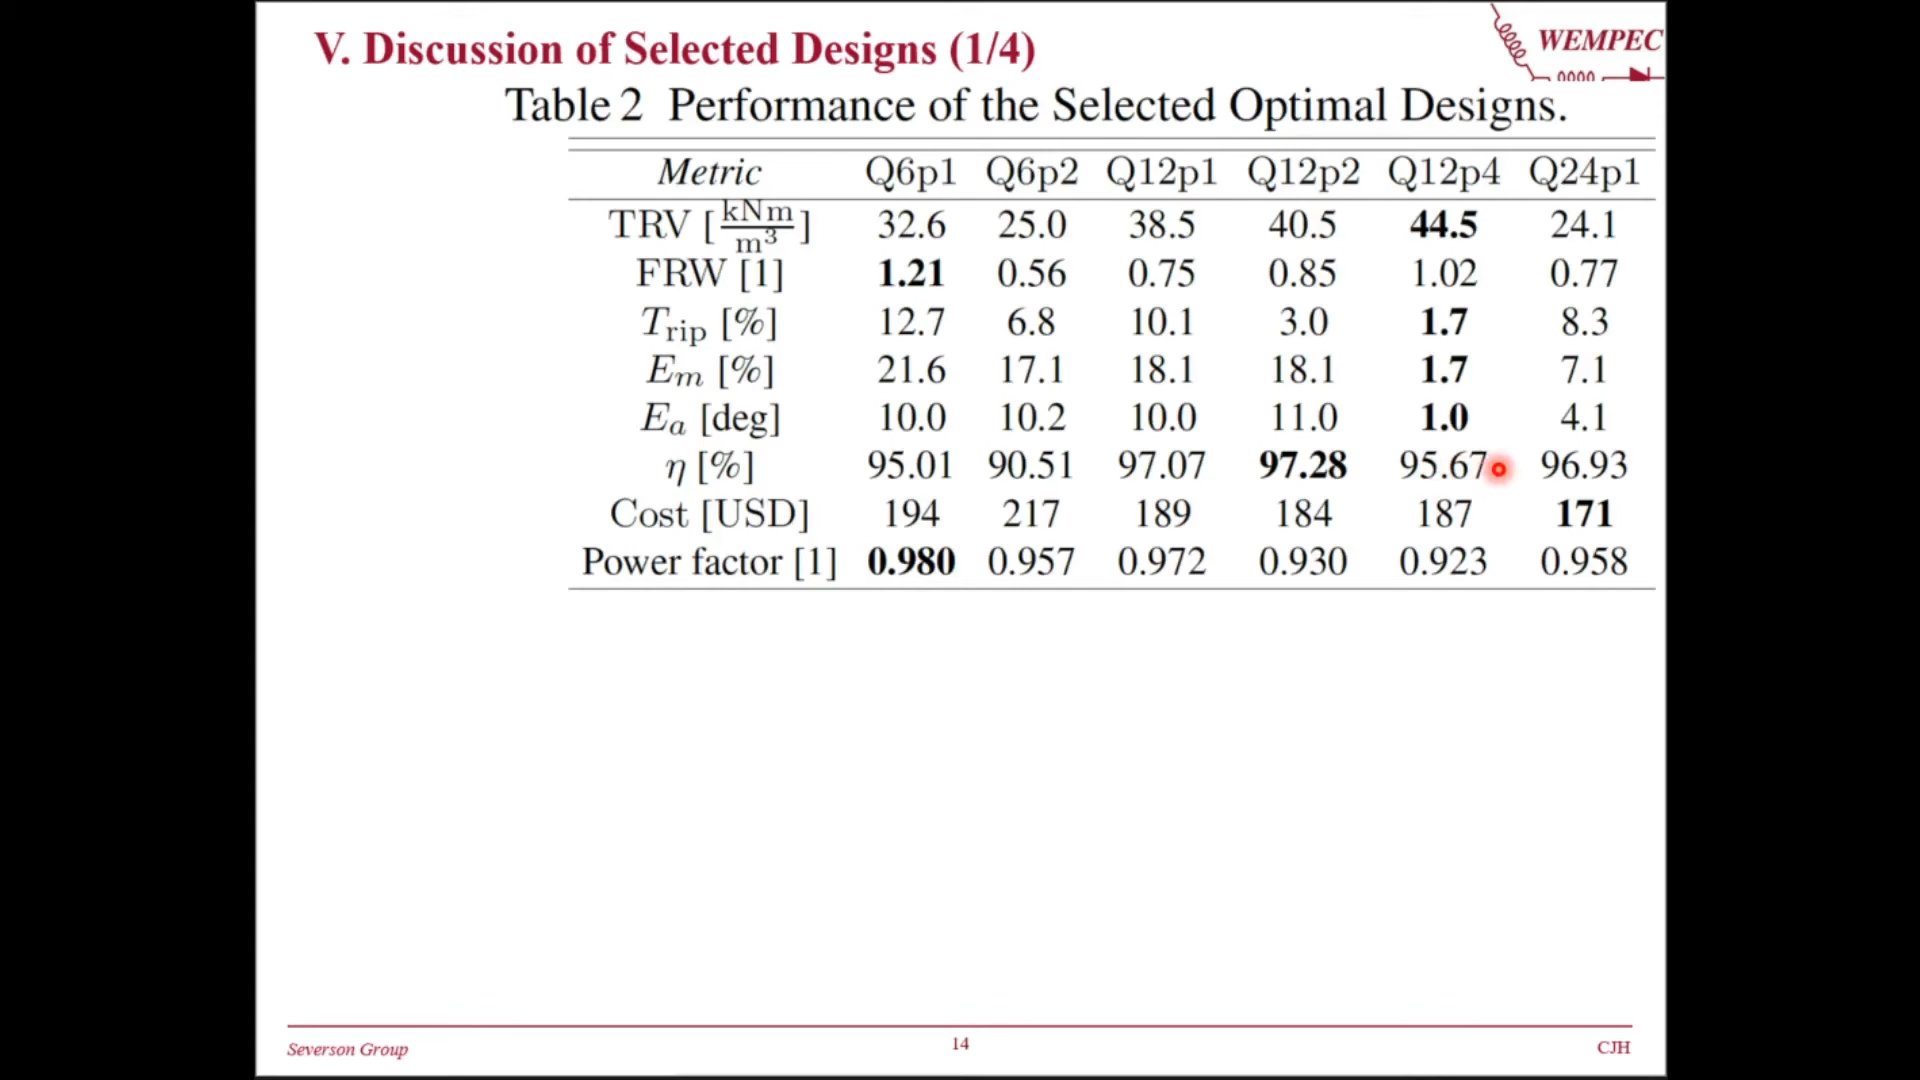 V. Discussion of Selected Designs (1/4)
WEMPEC
Table 2 Performance of the Selected Optimal Designs.
Metric Q6p1 Q6p2 Q12p1 Q12p2 Q12p4 Q24p1
TRV [kNm/m³] 32.6 25.0 38.5 40.5 44.5 24.1
FRW [1] 1.21 0.56 0.75 0.85 1.02 0.77
Trip [%] 12.7 6.8 10.1 3.0 1.7 8.3
Em [%] 21.6 17.1 18.1 18.1 1.7 7.1
Ea [deg] 10.0 10.2 10.0 11.0 1.0 4.1
η [%] 95.01 90.51 97.07 97.28 95.67 96.93
Cost [USD] 194 217 189 184 187 171
Power factor [1] 0.980 0.957 0.972 0.930 0.923 0.958
Severson Group 14 CJH